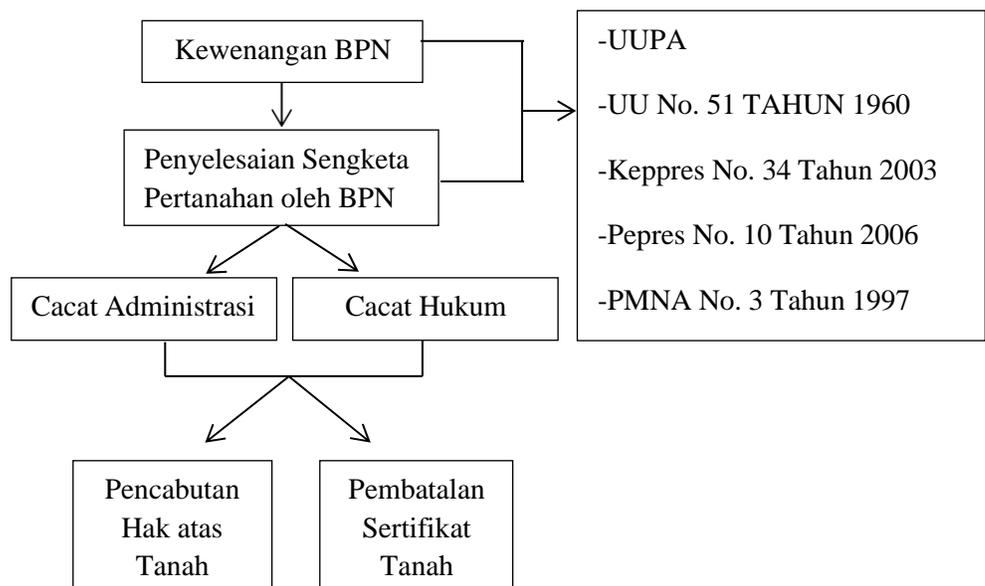 Kewenangan BPN
Penyelesaian Sengketa
Pertanahan oleh BPN
Cacat Administrasi
Cacat Hukum
Pencabutan
Hak atas
Tanah
Pembatalan
Sertifikat
Tanah
-UUPA
-UU No. 51 TAHUN 1960
-Keppres No. 34 Tahun 2003
-Pepres No. 10 Tahun 2006
-PMNA No. 3 Tahun 1997